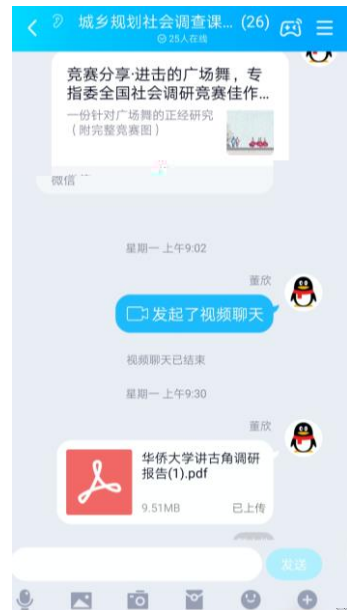 城乡规划社会调查课... (26)
25人在线
竞赛分享·进击的广场舞，专
指委全国社会调研竞赛佳作...
一份针对广场舞的正经研究
（附完整竞赛图）
微信
星期一 上午9:02
董欣
发起了视频聊天
视频聊天已结束
星期一 上午9:30
董欣
华侨大学讲古角调研
报告(1).pdf
9.51MB
已上传
发送